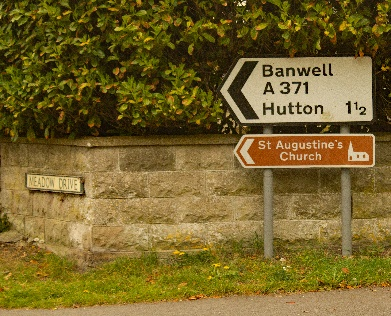 Banwell
A 371
Hutton 1½
St Augustine's
Church
MEADOW DRIVE